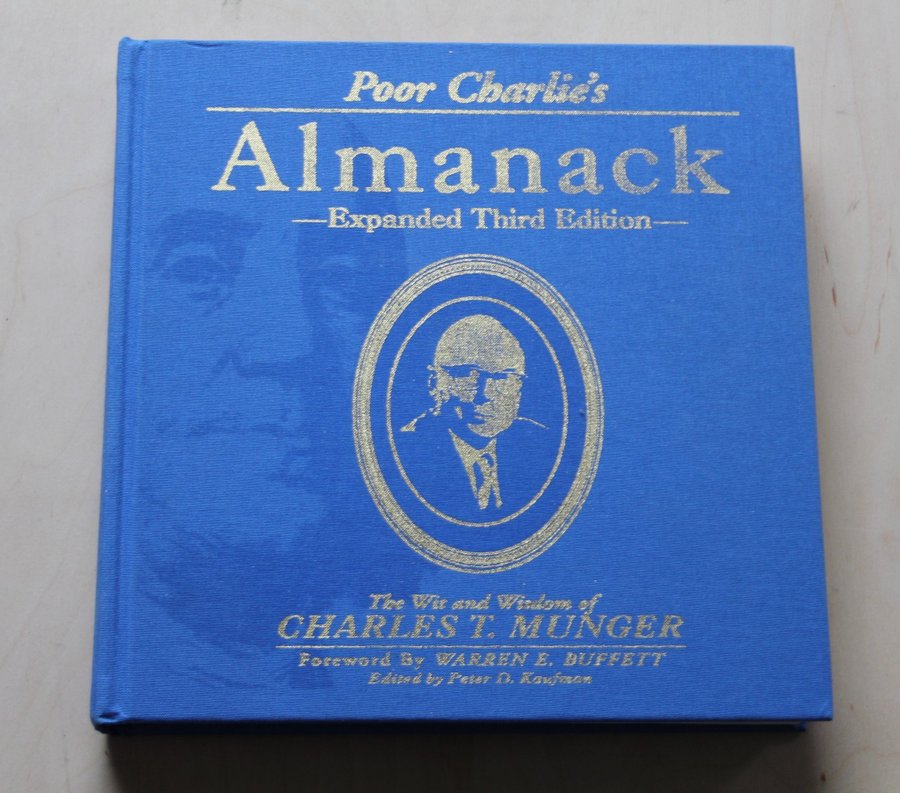 Poor Charlie's
Almanack
—Expanded Third Edition—
The Wit and Wisdom of
CHARLES T. MUNGER
Foreword By WARREN E. BUFFETT
Edited by Peter D. Kaufman